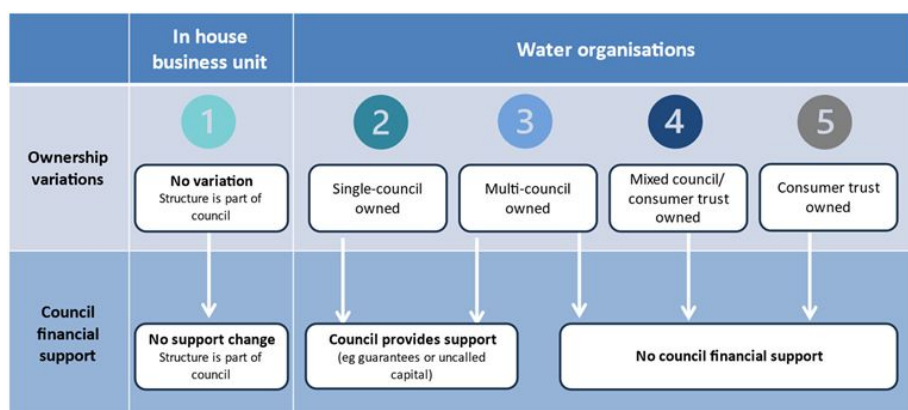 In house
business unit
Water organisations
1
2
3
4
5
Ownership
variations
No variation
Structure is part of
council
Single-council
owned
Multi-council
owned
Mixed council/
consumer trust
owned
Consumer trust
owned
Council
financial
support
No support change
Structure is part of
council
Council provides support
(eg guarantees or uncalled
capital)
No council financial support